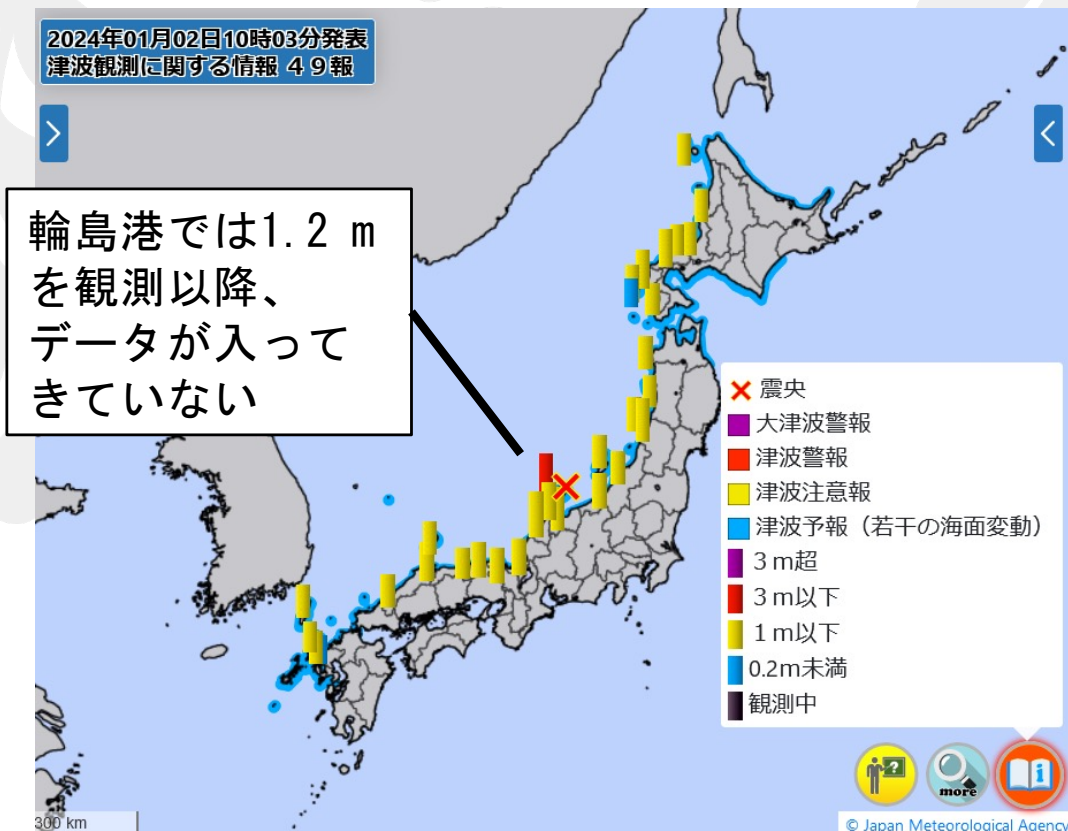 2024年01月02日10時03分発表
津波観測に関する情報 49報
輪島港では1.2 m
を観測以降、
データが入って
きていない
震央
大津波警報
津波警報
津波注意報
津波予報（若干の海面変動）
3m超
3m以下
1m以下
0.2m未満
観測中
?
more
i
300 km
© Japan Meteorological Agency